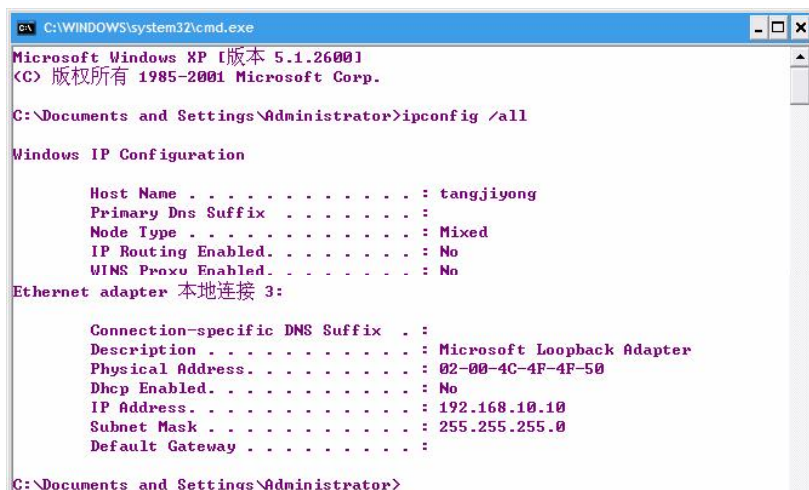 C:\WINDOWS\system32\cmd.exe
Microsoft Windows XP [版本 5.1.2600]
(C) 版权所有 1985-2001 Microsoft Corp.
C:\Documents and Settings\Administrator>ipconfig /all
Windows IP Configuration
Host Name . . . . . . . . . . . . : tangjiyong
Primary Dns Suffix . . . . . . . :
Node Type . . . . . . . . . . . . : Mixed
IP Routing Enabled. . . . . . . . : No
WINS Proxy Enabled. . . . . . . . : No
Ethernet adapter 本地连接 3:
Connection-specific DNS Suffix . :
Description . . . . . . . . . . . : Microsoft Loopback Adapter
Physical Address. . . . . . . . . : 02-00-4C-4F-4F-50
Dhcp Enabled. . . . . . . . . . . : No
IP Address. . . . . . . . . . . . : 192.168.10.10
Subnet Mask . . . . . . . . . . . : 255.255.255.0
Default Gateway . . . . . . . . . :
C:\Documents and Settings\Administrator>